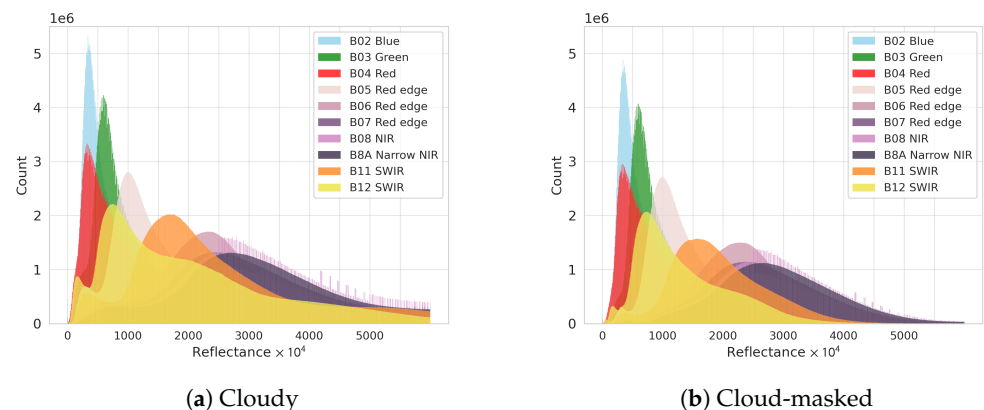 1e6
5
4
3
2
1
0
Count
B02 Blue
B03 Green
B04 Red
B05 Red edge
B06 Red edge
B07 Red edge
B08 NIR
B8A Narrow NIR
B11 SWIR
B12 SWIR
0 1000 2000 3000 4000 5000
Reflectance × 10⁴
(a) Cloudy
1e6
5
4
3
2
1
0
Count
B02 Blue
B03 Green
B04 Red
B05 Red edge
B06 Red edge
B07 Red edge
B08 NIR
B8A Narrow NIR
B11 SWIR
B12 SWIR
0 1000 2000 3000 4000 5000
Reflectance × 10⁴
(b) Cloud-masked